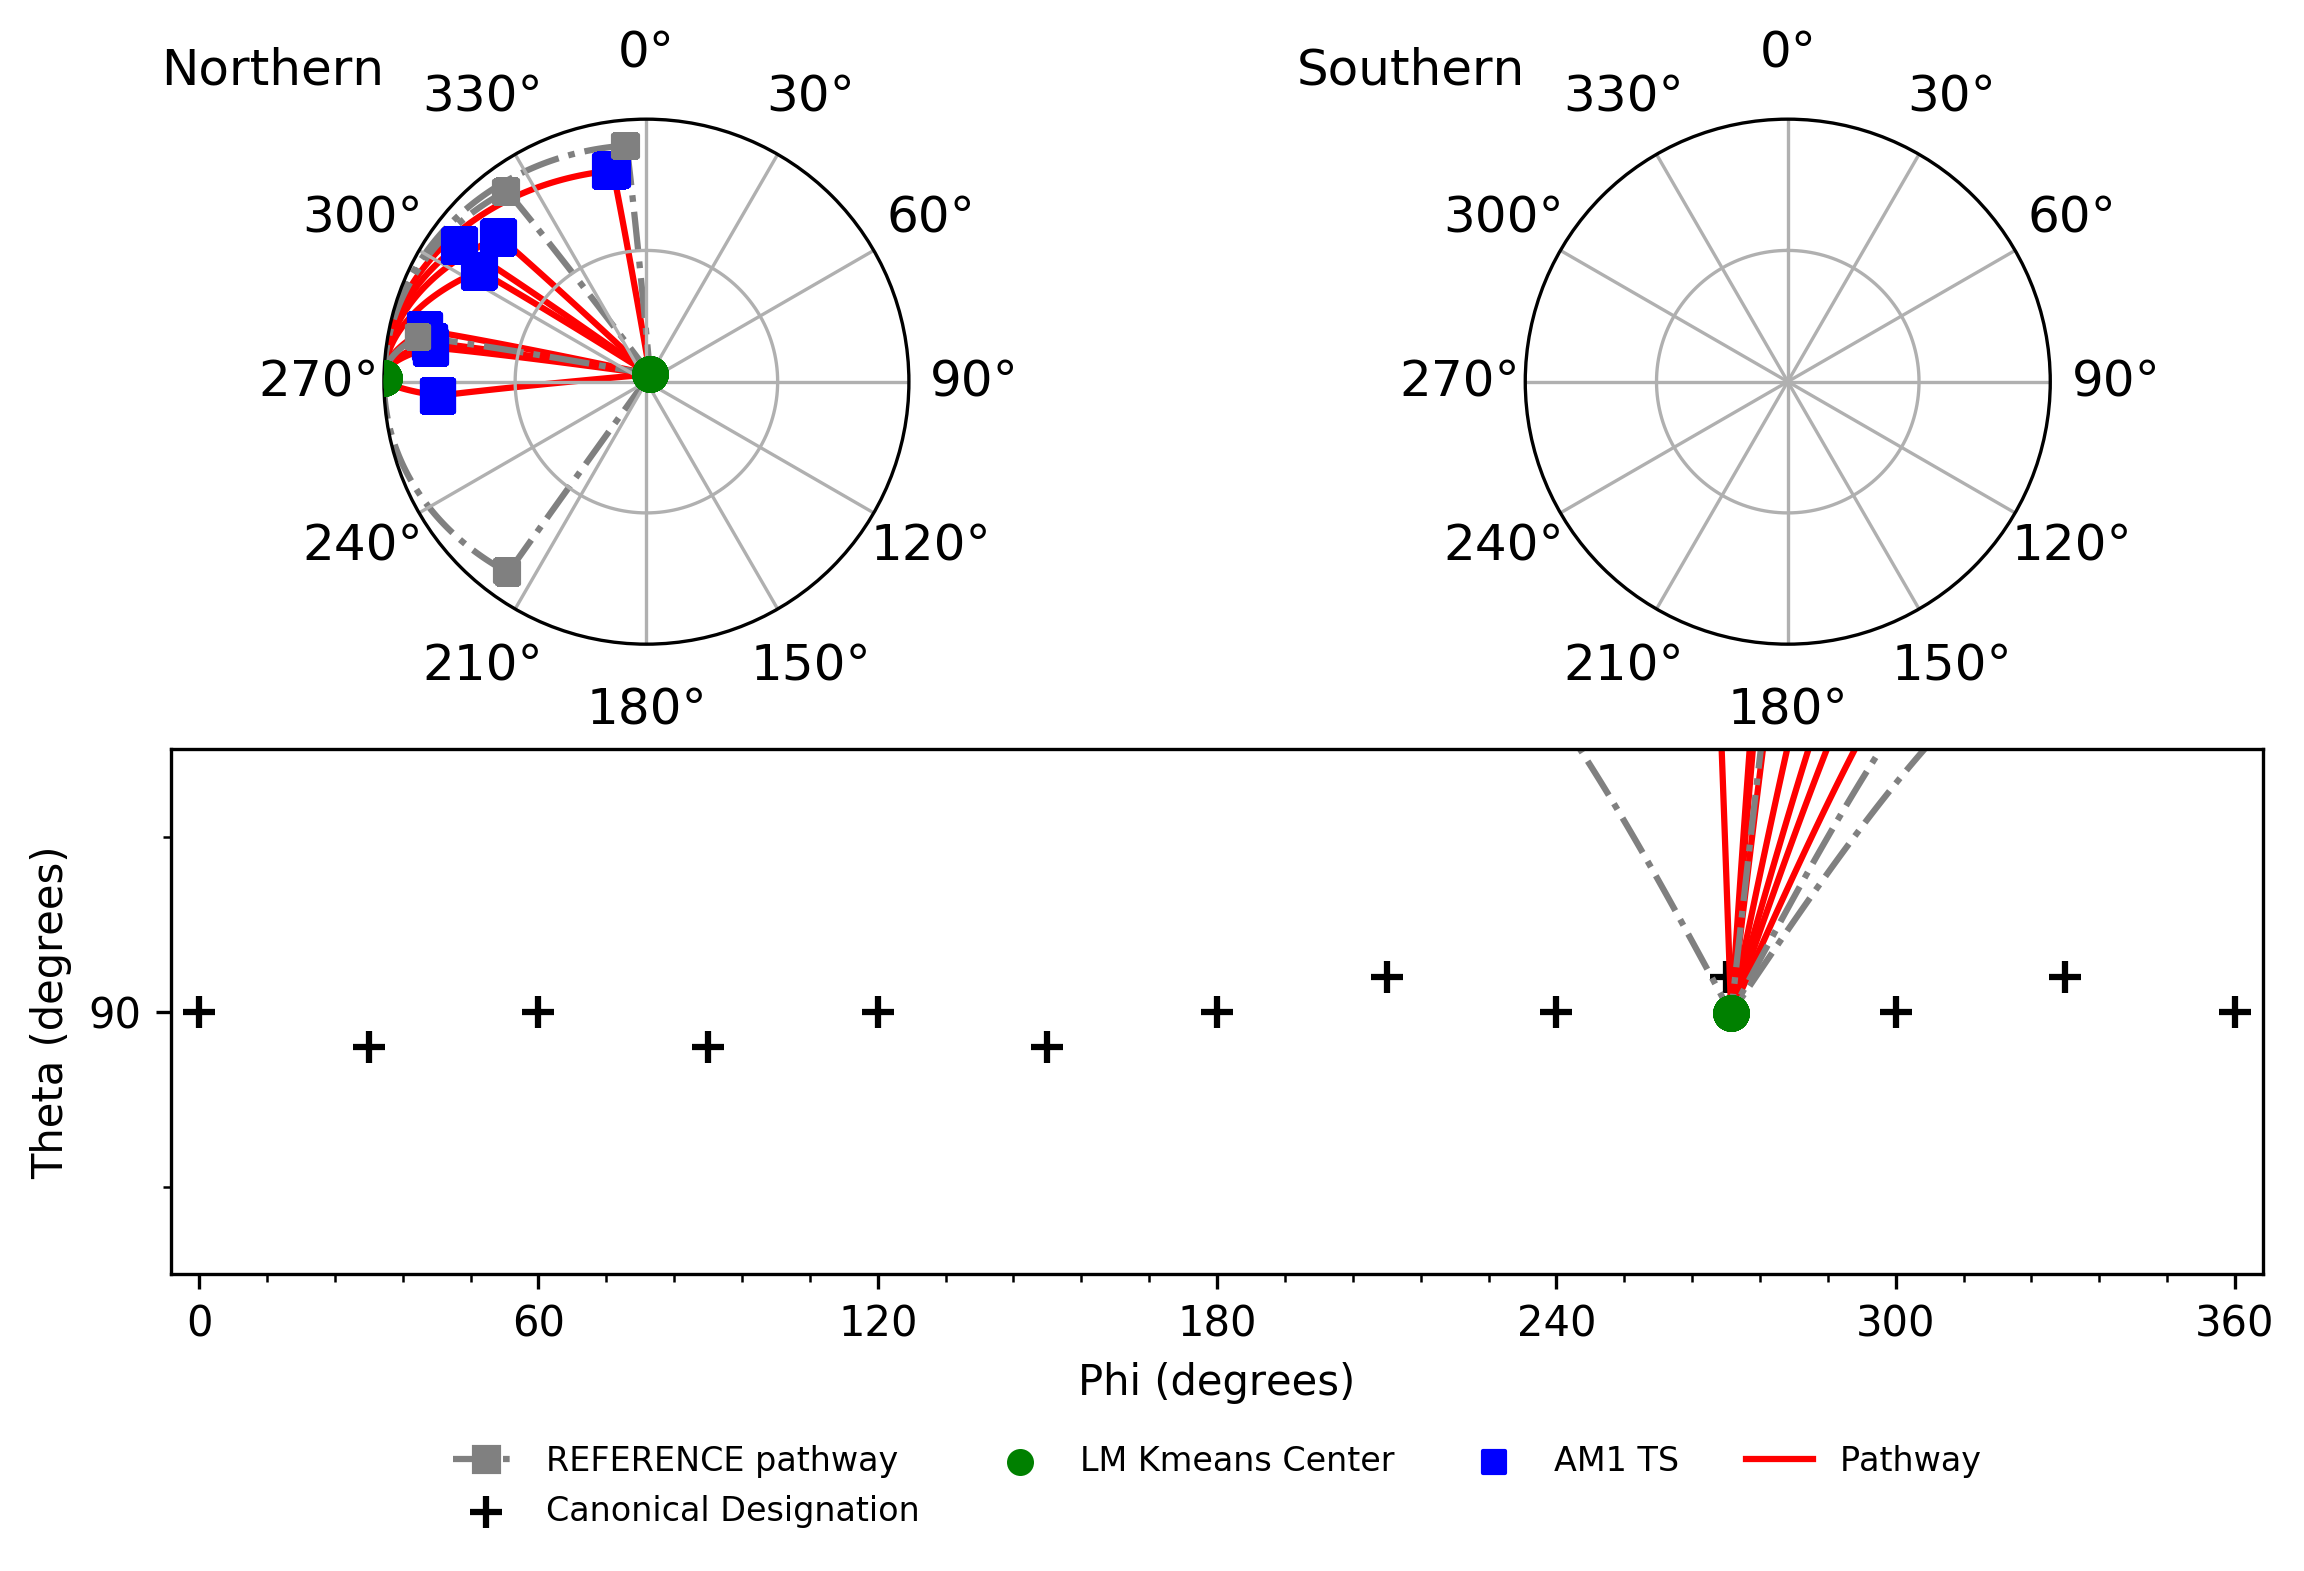 Northern
0°
30°
60°
90°
120°
150°
180°
210°
240°
270°
300°
330°
Southern
0°
30°
60°
90°
120°
150°
180°
210°
240°
270°
300°
330°
Theta (degrees)
90
0 60 120 180 240 300 360
Phi (degrees)
REFERENCE pathway
Canonical Designation
LM Kmeans Center
AM1 TS
Pathway